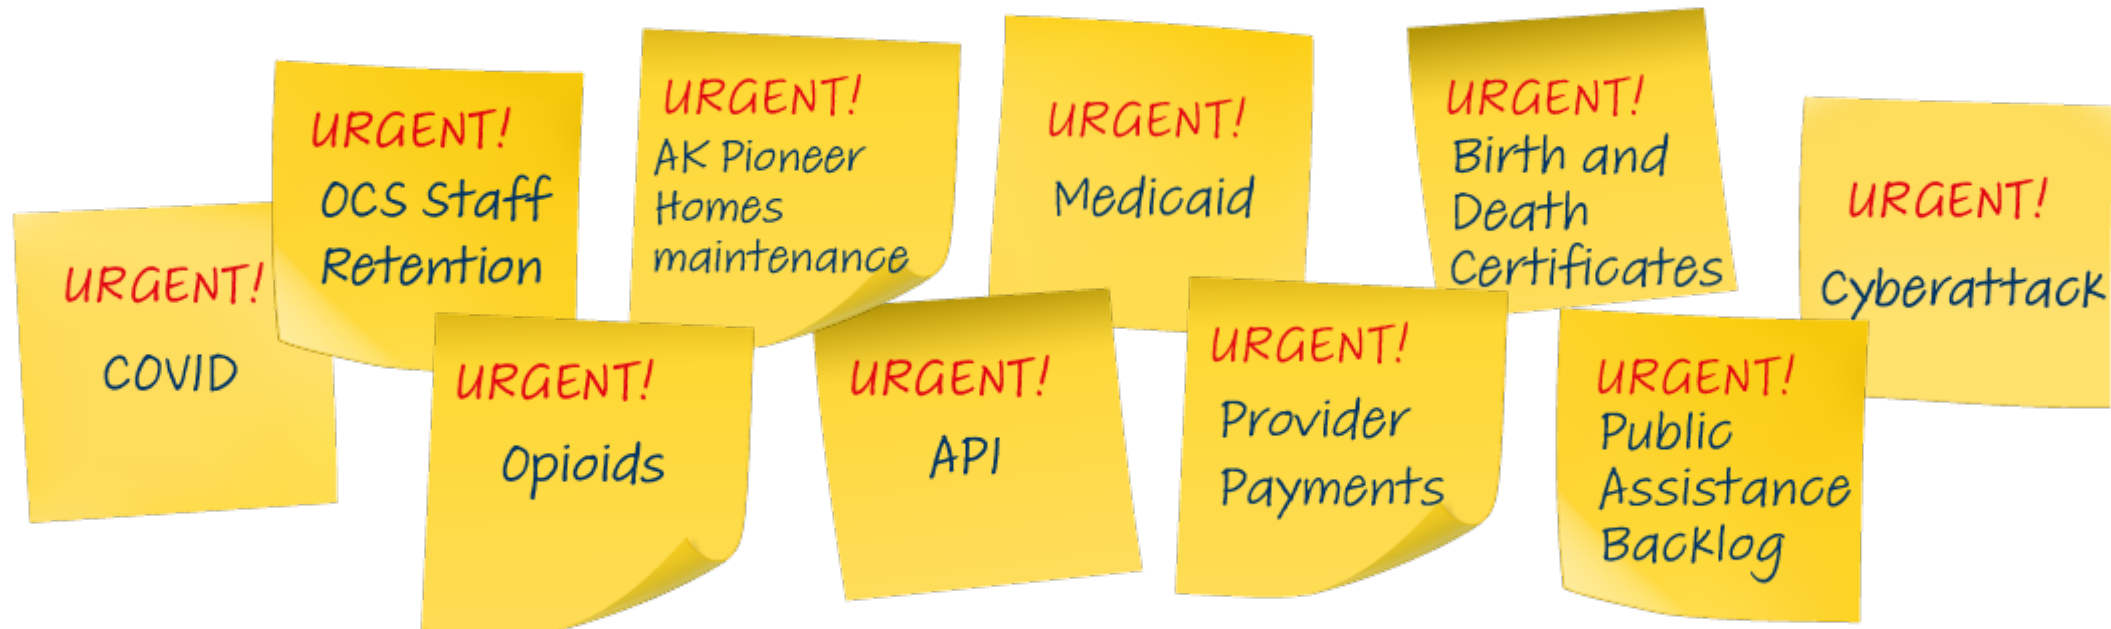 URGENT!
COVID
URGENT!
OCS Staff
Retention
URGENT!
Opioids
URGENT!
AK Pioneer
Homes
maintenance
URGENT!
API
URGENT!
Medicaid
URGENT!
Provider
Payments
URGENT!
Birth and
Death
Certificates
URGENT!
Public
Assistance
Backlog
URGENT!
Cyberattack